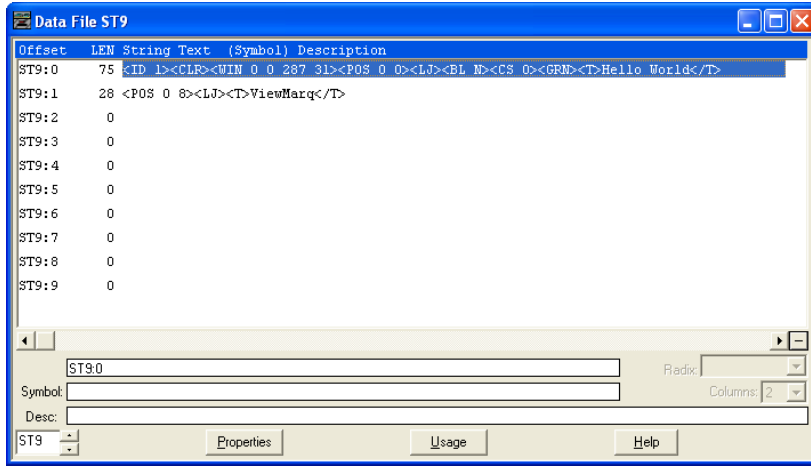 Data File ST9
Offset LEN String Text (Symbol) Description
ST9:0 75 <ID 1><CLR><WIN 0 0 287 31><POS 0 0><LJ><BL N><CS 0><GRN><T>Hello World</T>
ST9:1 28 <POS 0 8><LJ><T>ViewMarq</T>
ST9:2 0
ST9:3 0
ST9:4 0
ST9:5 0
ST9:6 0
ST9:7 0
ST9:8 0
ST9:9 0
ST9:0 Radix:
Symbol: Columns: 2
Desc:
ST9 Properties Usage Help